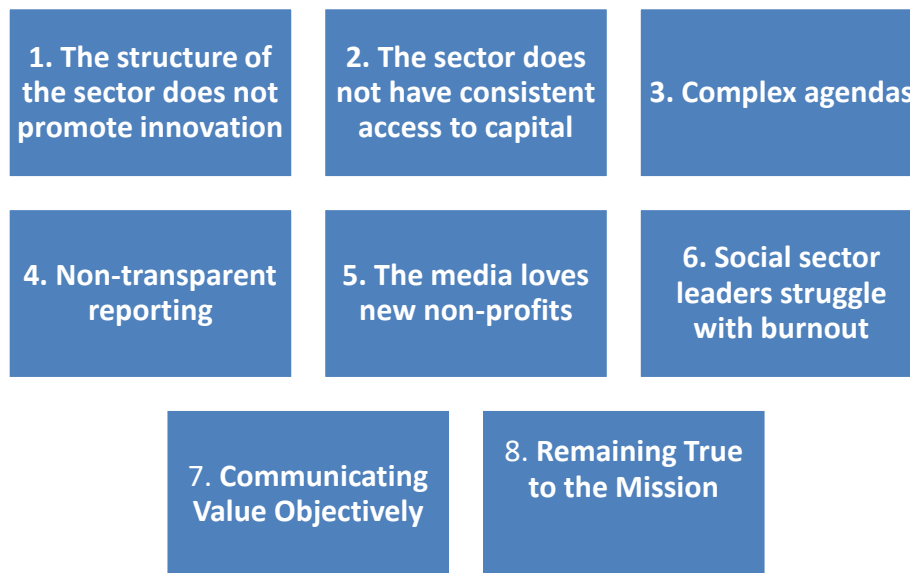 1. The structure of
the sector does not
promote innovation
2. The sector does
not have consistent
access to capital
3. Complex agendas
4. Non-transparent
reporting
5. The media loves
new non-profits
6. Social sector
leaders struggle
with burnout
7. Communicating
Value Objectively
8. Remaining True
to the Mission